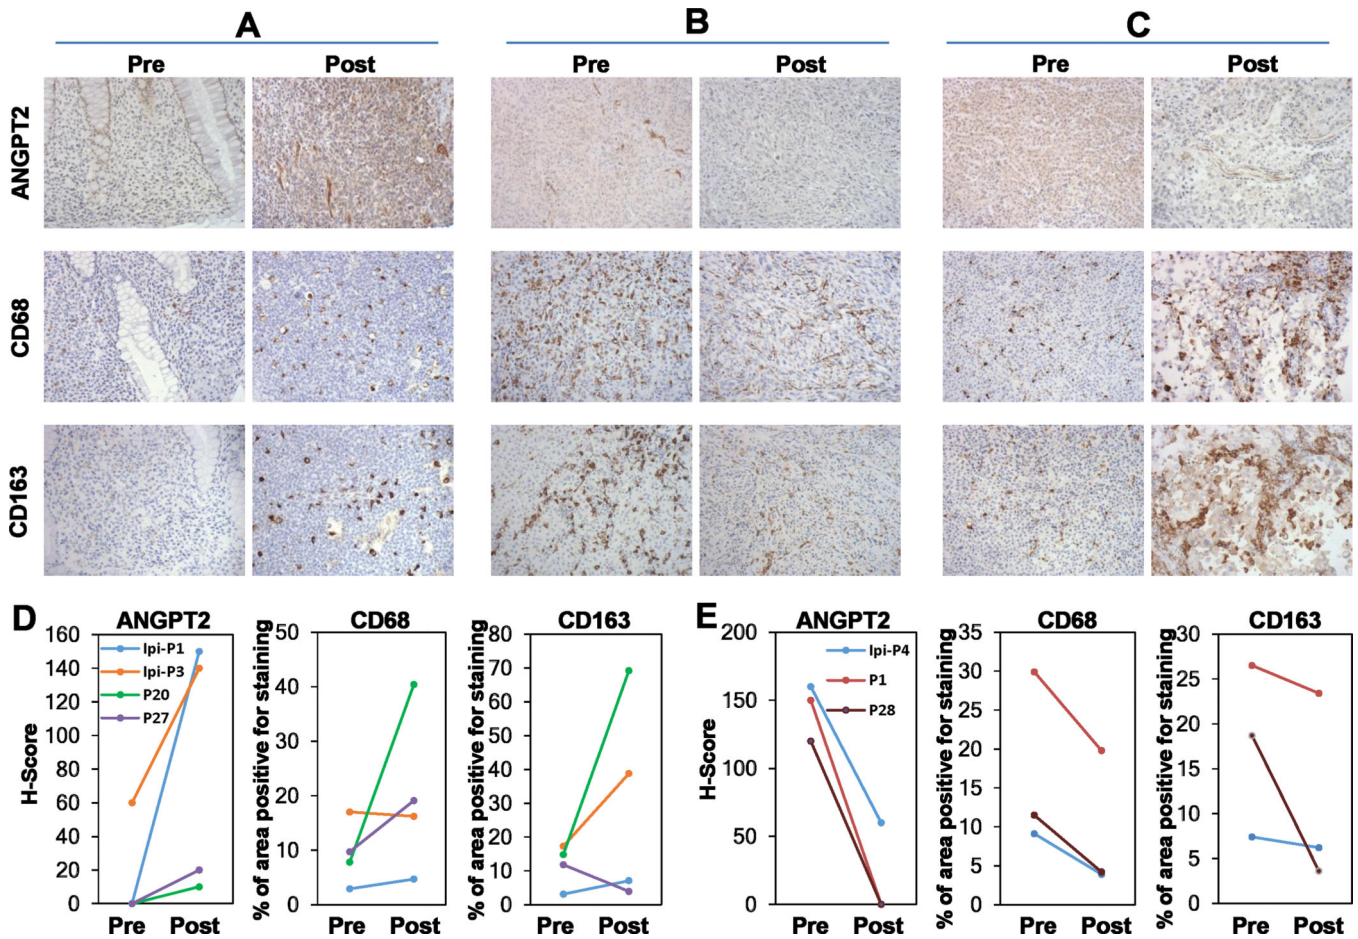 A
B
C
Pre
Post
Pre
Post
Pre
Post
ANGPT2
CD68
CD163
D
ANGPT2
H-Score
160
140
120
100
80
60
40
20
0
Ipi-P1
Ipi-P3
P20
P27
Pre
Post
CD68
% of area positive for staining
50
40
30
20
10
0
Pre
Post
CD163
% of area positive for staining
80
70
60
50
40
30
20
10
0
Pre
Post
E
ANGPT2
H-Score
200
150
100
50
0
Ipi-P4
P1
P28
Pre
Post
CD68
% of area positive for staining
35
30
25
20
15
10
5
0
Pre
Post
CD163
% of area positive for staining
30
25
20
15
10
5
0
Pre
Post